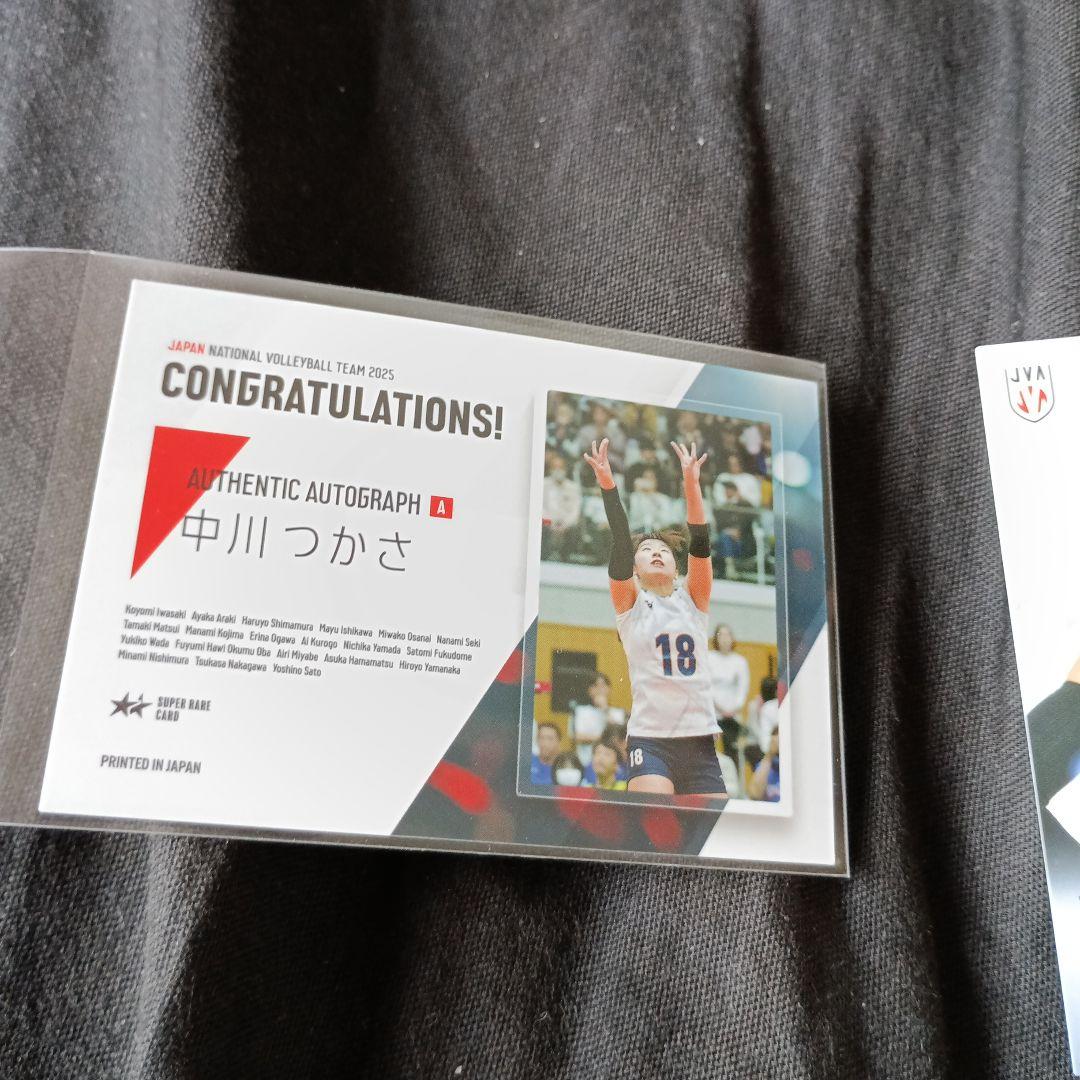 JAPAN NATIONAL VOLLEYBALL TEAM 2025
CONGRATULATIONS!
AUTHENTIC AUTOGRAPH A
中川つかさ
Koyomi Iwasaki Ayaka Araki Haruyo Shimamura Mayu Ishikawa Miwako Osanai Nanami Seki
Tamaki Matsui Manami Kojima Erina Ogawa Ai Kurogo Nichika Yamada Satomi Fukudome
Yukiko Wada Fuyumi Hawi Okumu Oba Airi Miyabe Asuka Hamamatsu Hiroyo Yamanaka
Minami Nishimura Tsukasa Nakagawa Yoshino Sato
SUPER RARE
CARD
PRINTED IN JAPAN
18
18
JVA